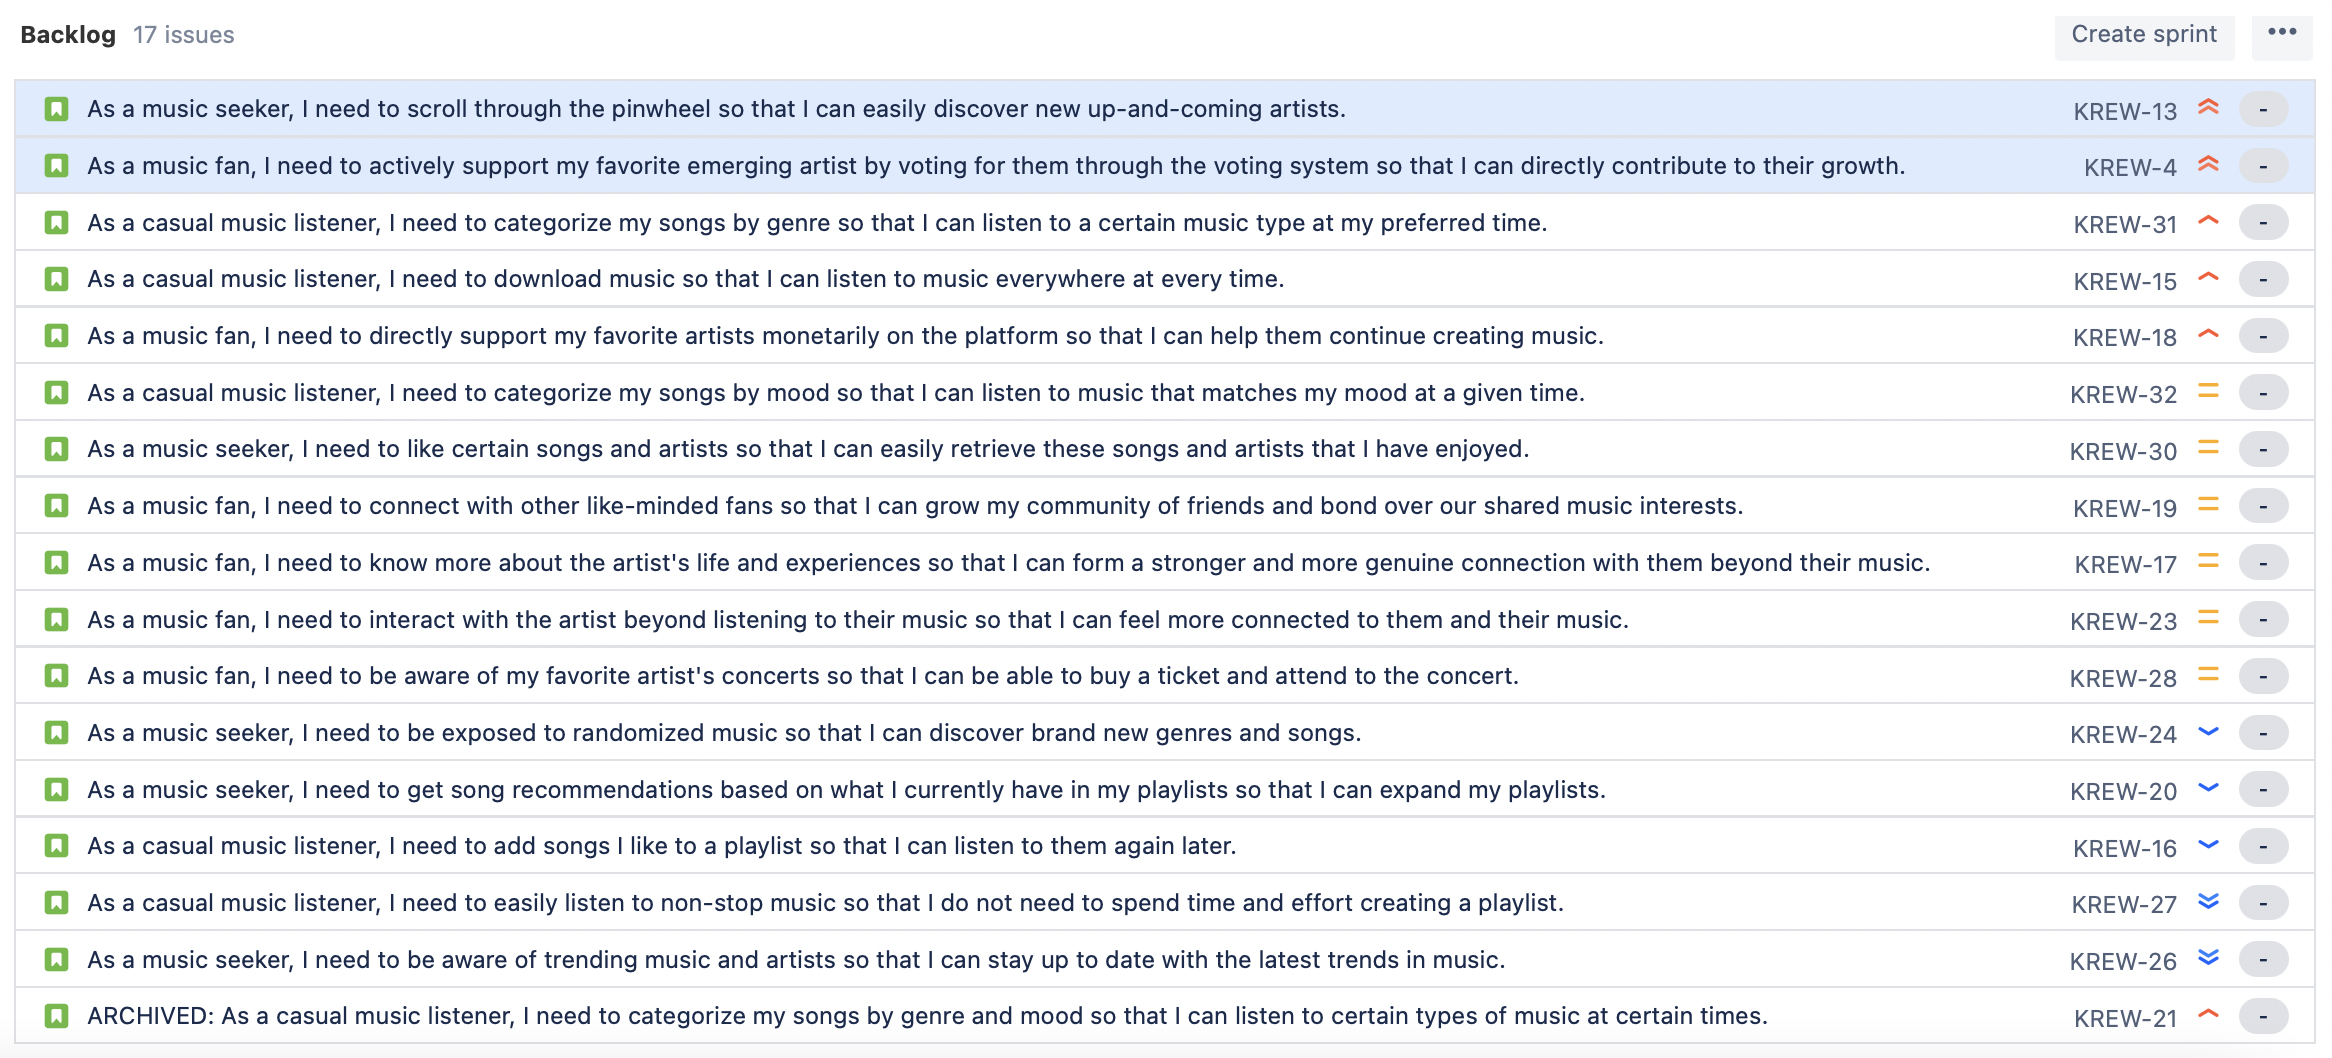 Backlog 17 issues Create sprint •••
As a music seeker, I need to scroll through the pinwheel so that I can easily discover new up-and-coming artists. KREW-13 -
As a music fan, I need to actively support my favorite emerging artist by voting for them through the voting system so that I can directly contribute to their growth. KREW-4 -
As a casual music listener, I need to categorize my songs by genre so that I can listen to a certain music type at my preferred time. KREW-31 -
As a casual music listener, I need to download music so that I can listen to music everywhere at every time. KREW-15 -
As a music fan, I need to directly support my favorite artists monetarily on the platform so that I can help them continue creating music. KREW-18 -
As a casual music listener, I need to categorize my songs by mood so that I can listen to music that matches my mood at a given time. KREW-32 -
As a music seeker, I need to like certain songs and artists so that I can easily retrieve these songs and artists that I have enjoyed. KREW-30 -
As a music fan, I need to connect with other like-minded fans so that I can grow my community of friends and bond over our shared music interests. KREW-19 -
As a music fan, I need to know more about the artist's life and experiences so that I can form a stronger and more genuine connection with them beyond their music. KREW-17 -
As a music fan, I need to interact with the artist beyond listening to their music so that I can feel more connected to them and their music. KREW-23 -
As a music fan, I need to be aware of my favorite artist's concerts so that I can be able to buy a ticket and attend to the concert. KREW-28 -
As a music seeker, I need to be exposed to randomized music so that I can discover brand new genres and songs. KREW-24 -
As a music seeker, I need to get song recommendations based on what I currently have in my playlists so that I can expand my playlists. KREW-20 -
As a casual music listener, I need to add songs I like to a playlist so that I can listen to them again later. KREW-16 -
As a casual music listener, I need to easily listen to non-stop music so that I do not need to spend time and effort creating a playlist. KREW-27 -
As a music seeker, I need to be aware of trending music and artists so that I can stay up to date with the latest trends in music. KREW-26 -
ARCHIVED: As a casual music listener, I need to categorize my songs by genre and mood so that I can listen to certain types of music at certain times. KREW-21 -